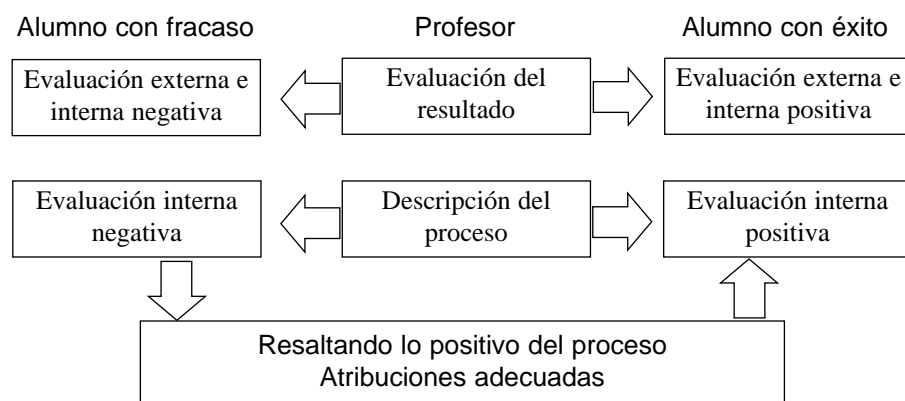 Alumno con fracaso
Profesor
Alumno con éxito
Evaluación externa e
interna negativa
Evaluación del
resultado
Evaluación externa e
interna positiva
Evaluación interna
negativa
Descripción del
proceso
Evaluación interna
positiva
Resaltando lo positivo del proceso
Atribuciones adecuadas